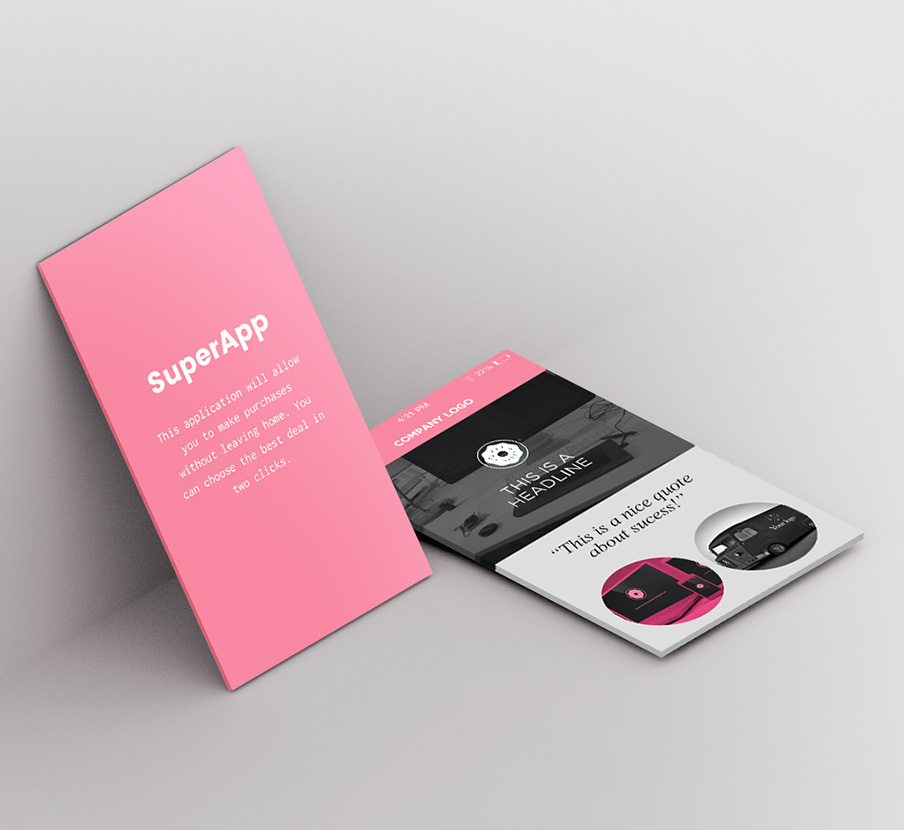 SuperApp
This application will allow
you to make purchases
without leaving home. You
can choose the best deal in
two clicks.
4:21 PM
22%
COMPANY LOGO
THIS IS A
HEADLINE
“This is a nice quote
about sucess!”
Your logo